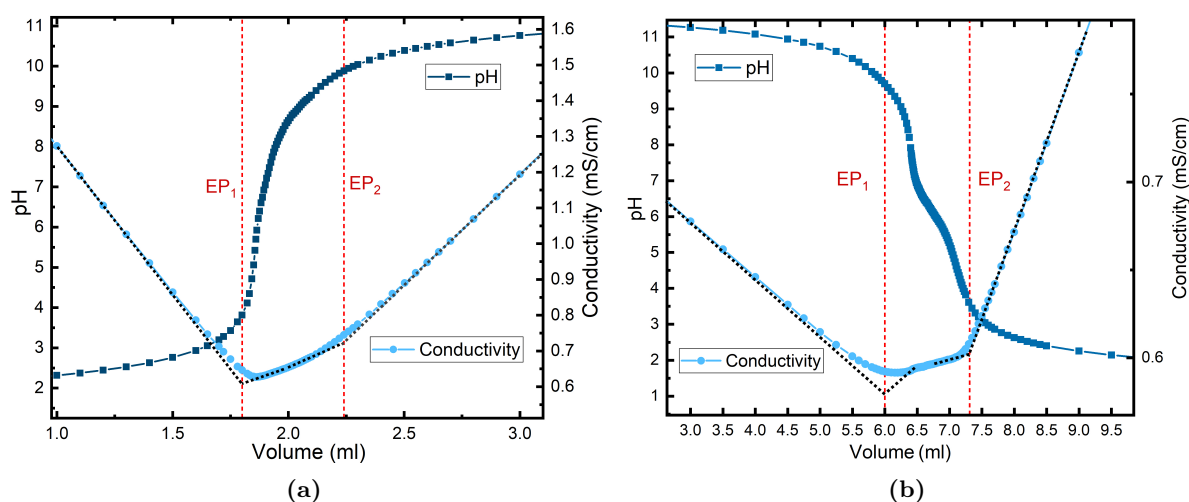 11
10
9
8
7
6
5
4
3
2
pH
EP1
EP2
pH
Conductivity
1.6
1.5
1.4
1.3
1.2
1.1
1.0
0.9
0.8
0.7
0.6
Conductivity (mS/cm)
1.0 1.5 2.0 2.5 3.0
Volume (ml)
(a)
11
10
9
8
7
6
5
4
3
2
1
pH
pH
EP1
EP2
Conductivity
0.7
0.6
Conductivity (mS/cm)
3.0 3.5 4.0 4.5 5.0 5.5 6.0 6.5 7.0 7.5 8.0 8.5 9.0 9.5
Volume (ml)
(b)